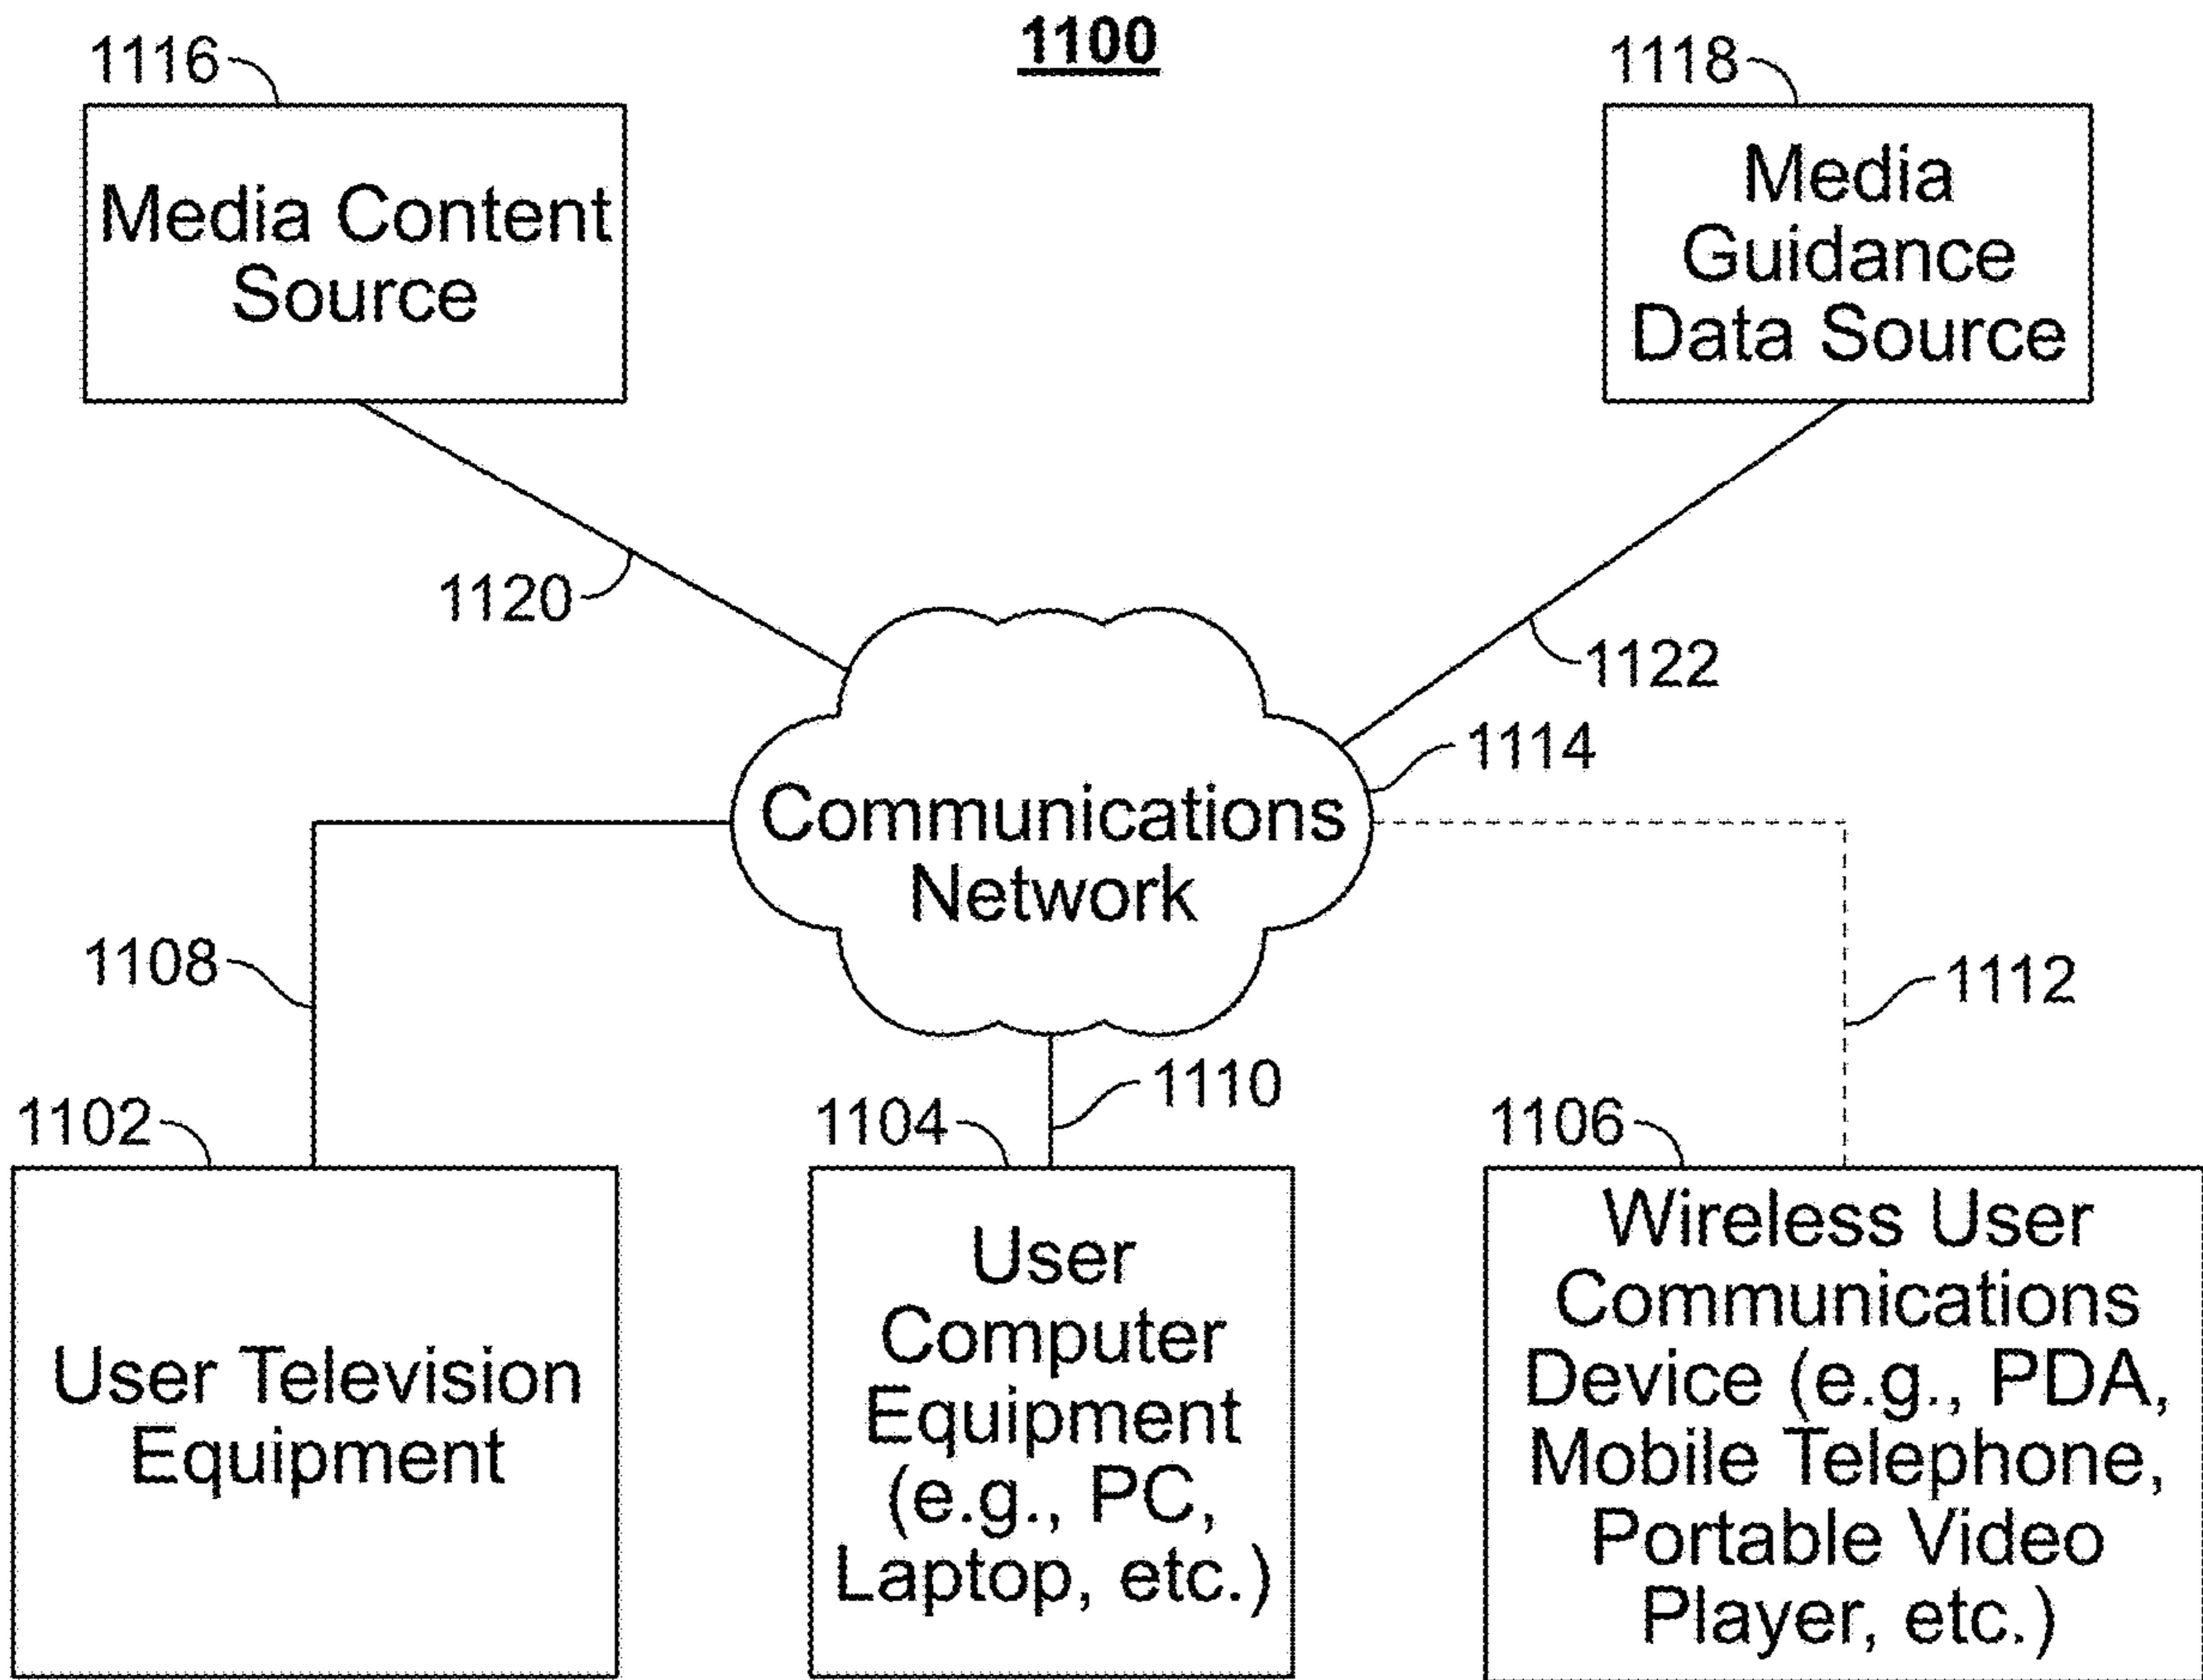 1100
1116
1118
Media Content
Source
Media
Guidance
Data Source
1120
1122
1114
Communications
Network
1108
1112
1110
1102
1104
1106
User Television
Equipment
User
Computer
Equipment
(e.g., PC,
Laptop, etc.)
Wireless User
Communications
Device (e.g., PDA,
Mobile Telephone,
Portable Video
Player, etc.)